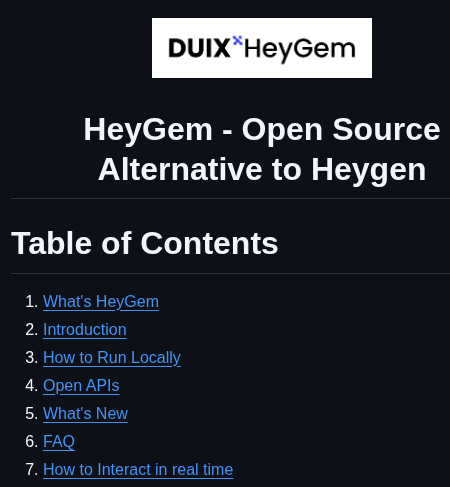 DUIX HeyGem
HeyGem - Open Source
Alternative to Heygen
Table of Contents
1. What's HeyGem
2. Introduction
3. How to Run Locally
4. Open APIs
5. What's New
6. FAQ
7. How to Interact in real time